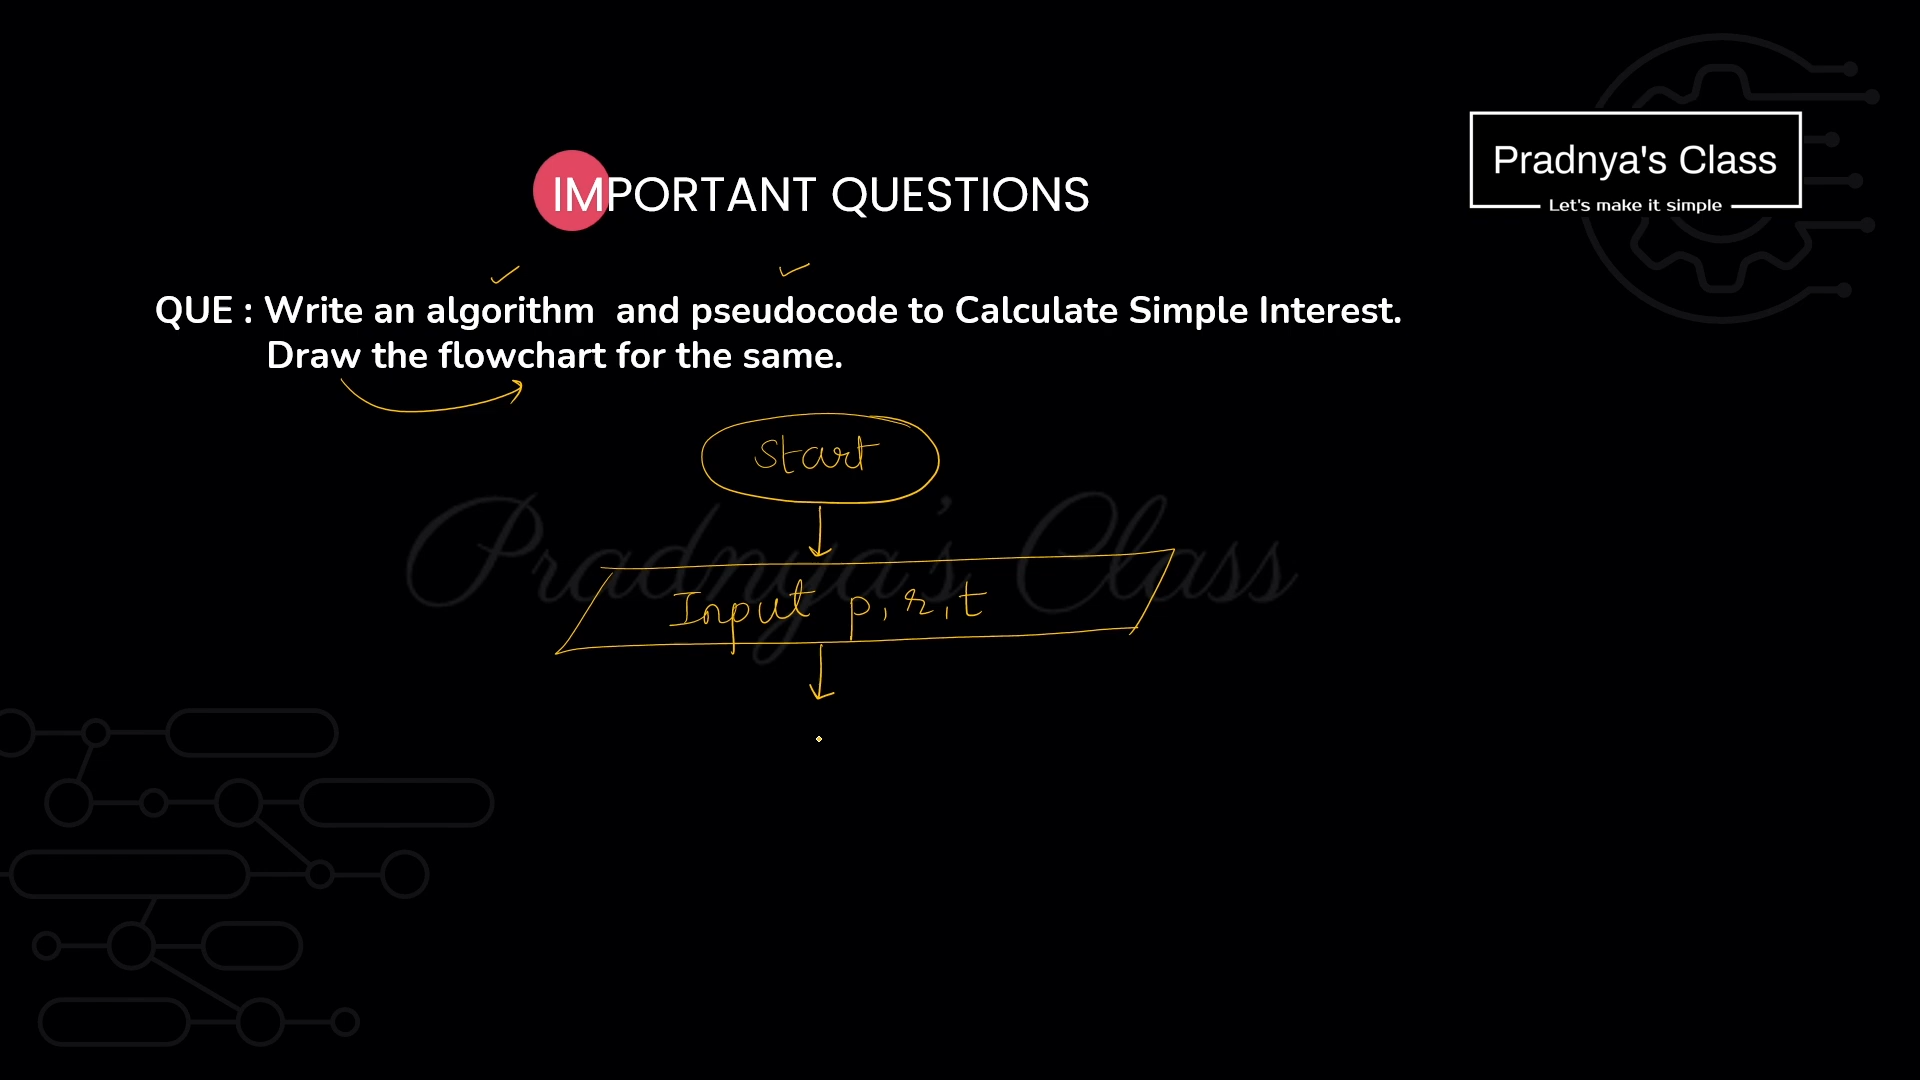 Pradnya's Class
Let's make it simple
IMPORTANT QUESTIONS
QUE : Write an algorithm and pseudocode to Calculate Simple Interest.
Draw the flowchart for the same.
Start
Pradnya's Class
Input p, r, t